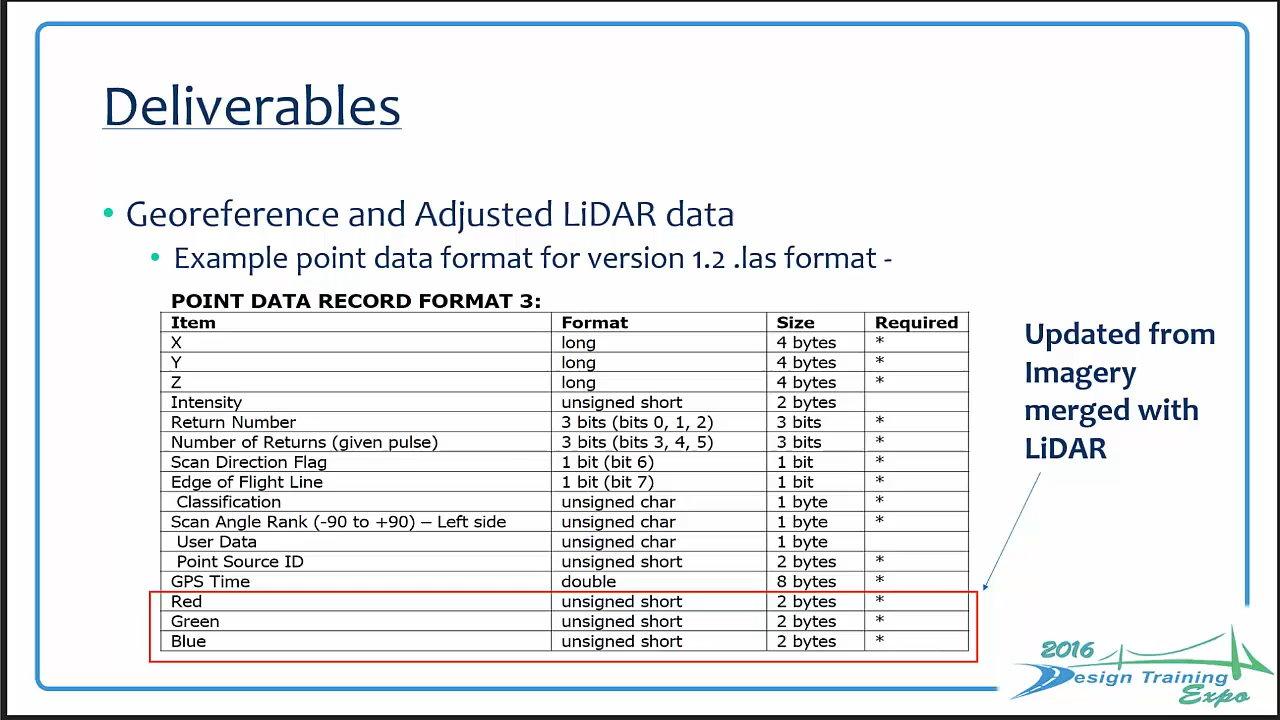 Deliverables
• Georeference and Adjusted LiDAR data
• Example point data format for version 1.2 .las format -
POINT DATA RECORD FORMAT 3:
Item Format Size Required
X long 4 bytes *
Y long 4 bytes *
Z long 4 bytes *
Intensity unsigned short 2 bytes
Return Number 3 bits (bits 0, 1, 2) 3 bits *
Number of Returns (given pulse) 3 bits (bits 3, 4, 5) 3 bits *
Scan Direction Flag 1 bit (bit 6) 1 bit *
Edge of Flight Line 1 bit (bit 7) 1 bit *
Classification unsigned char 1 byte *
Scan Angle Rank (-90 to +90) – Left side unsigned char 1 byte *
User Data unsigned char 1 byte
Point Source ID unsigned short 2 bytes *
GPS Time double 8 bytes *
Red unsigned short 2 bytes *
Green unsigned short 2 bytes *
Blue unsigned short 2 bytes *
Updated from
Imagery
merged with
LiDAR
2016
Design Training
Expo